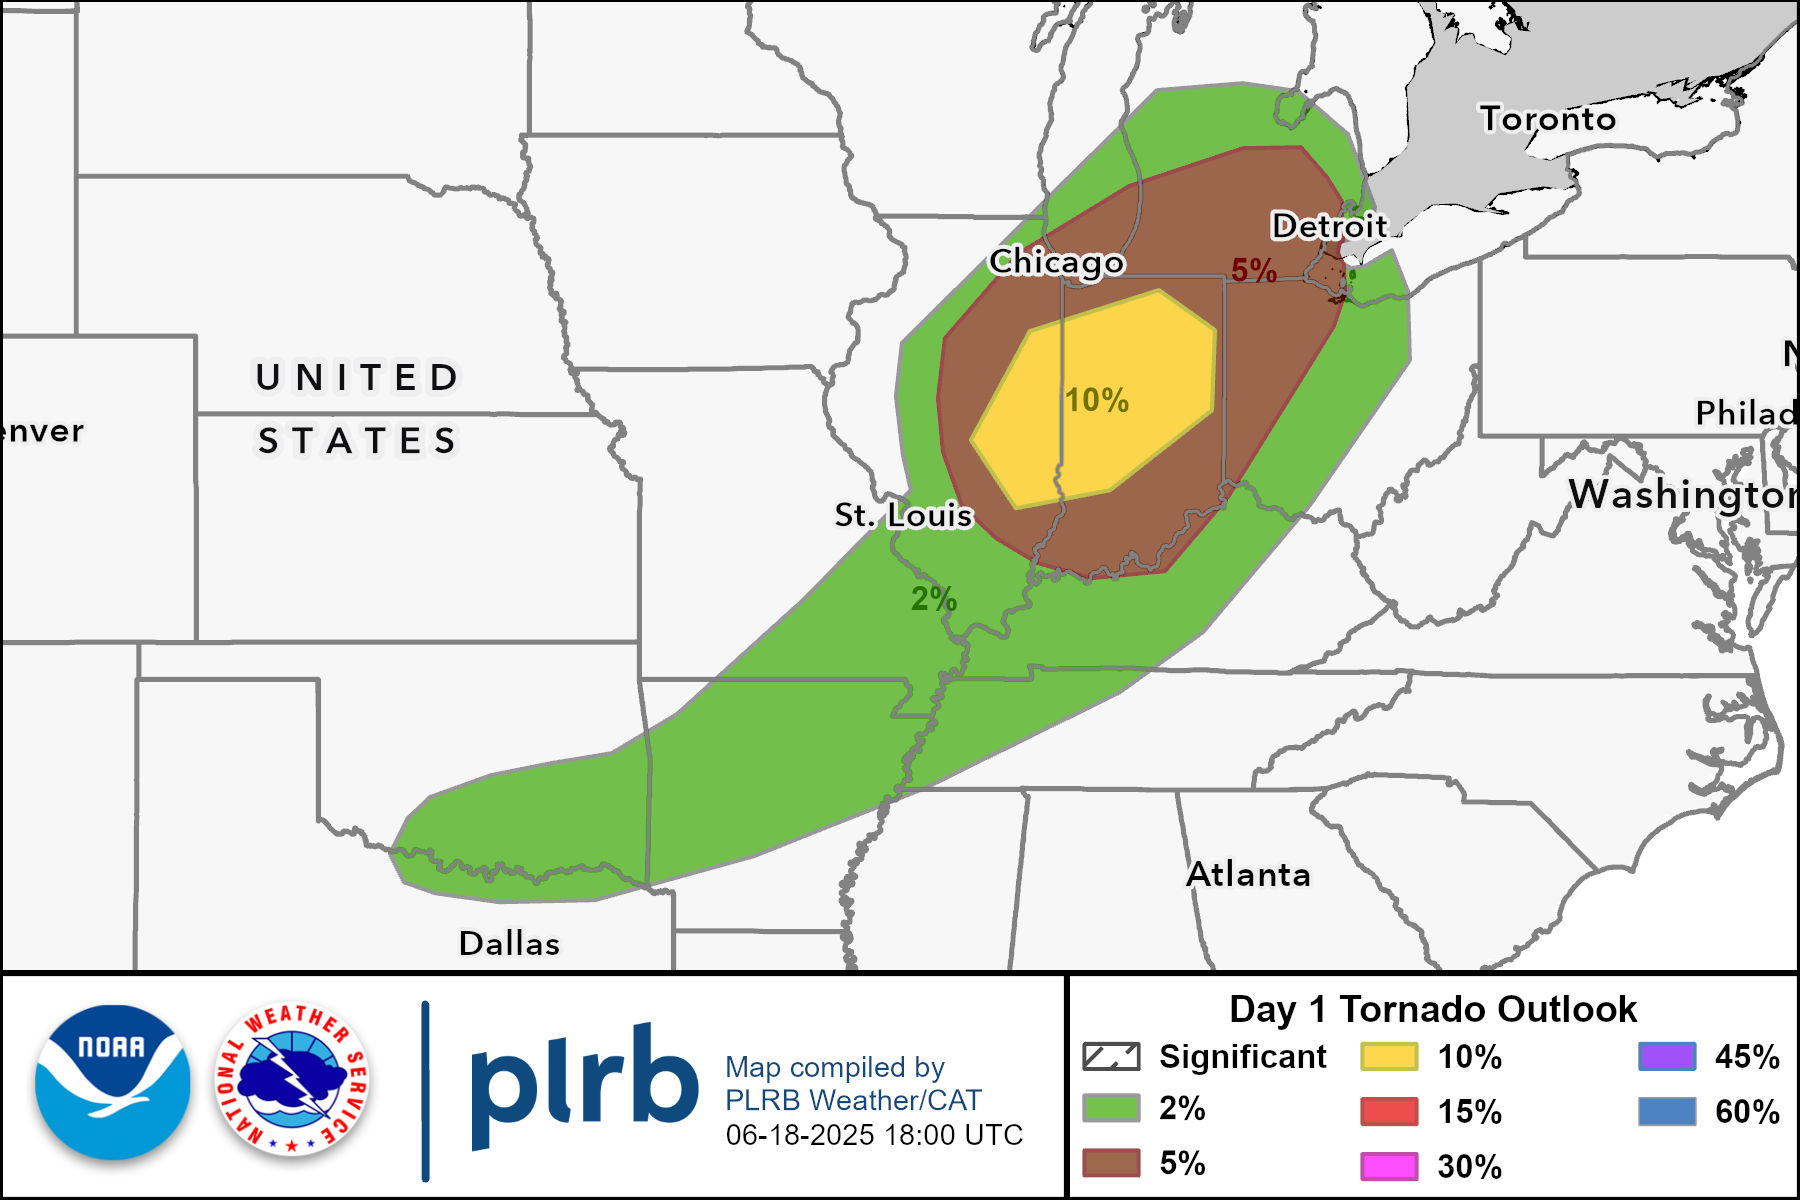 Toronto
Detroit
Chicago
5%
UNITED
STATES
10%
enver
Philad
N
Washington
St. Louis
2%
Atlanta
Dallas
NOAA
NATIONAL WEATHER SERVICE
plrb
Map compiled by
PLRB Weather/CAT
06-18-2025 18:00 UTC
Day 1 Tornado Outlook
Significant
2%
5%
10%
15%
30%
45%
60%